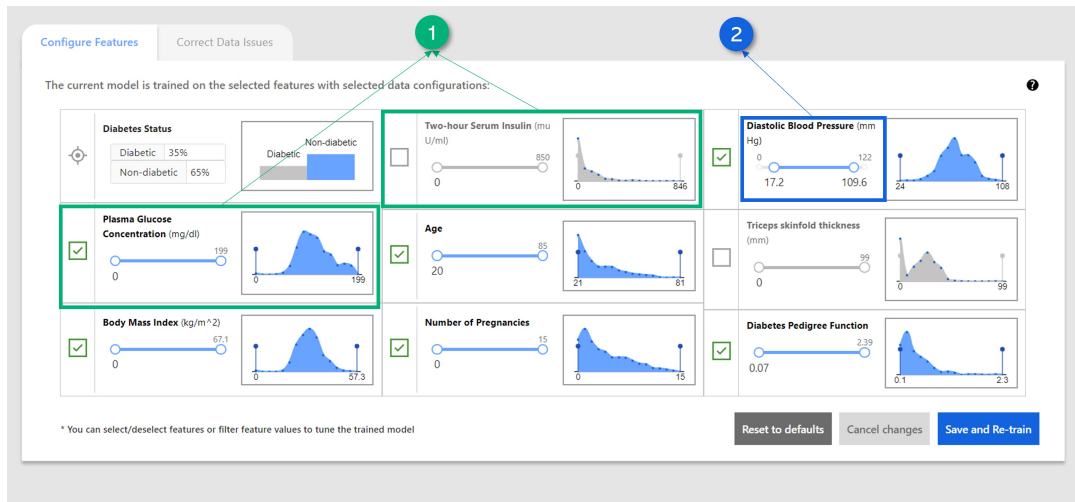 1
2
Configure Features
Correct Data Issues
The current model is trained on the selected features with selected data configurations:
?
Diabetes Status
Diabetic 35%
Non-diabetic 65%
Non-diabetic
Diabetic
Two-hour Serum Insulin (mu
U/ml)
850
0
0 846
Diastolic Blood Pressure (mm
Hg)
0 122
17.2 109.6
24 108
Plasma Glucose
Concentration (mg/dl)
199
0
0 199
Age
85
20
21 81
Triceps skinfold thickness
(mm)
99
0
0 99
Body Mass Index (kg/m^2)
67.1
0
0 57.3
Number of Pregnancies
15
0
0 15
Diabetes Pedigree Function
2.39
0.07
0.1 2.3
* You can select/deselect features or filter feature values to tune the trained model
Reset to defaults
Cancel changes
Save and Re-train